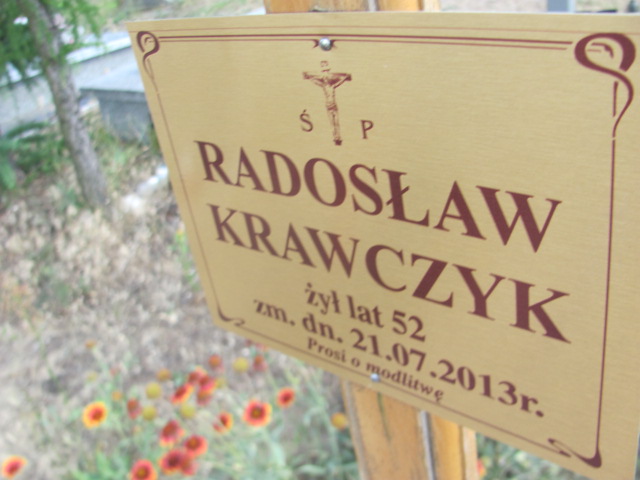 Ś P
RADOSŁAW
KRAWCZYK
żył lat 52
zm. dn. 21.07.2013r.
Prosi o modlitwę